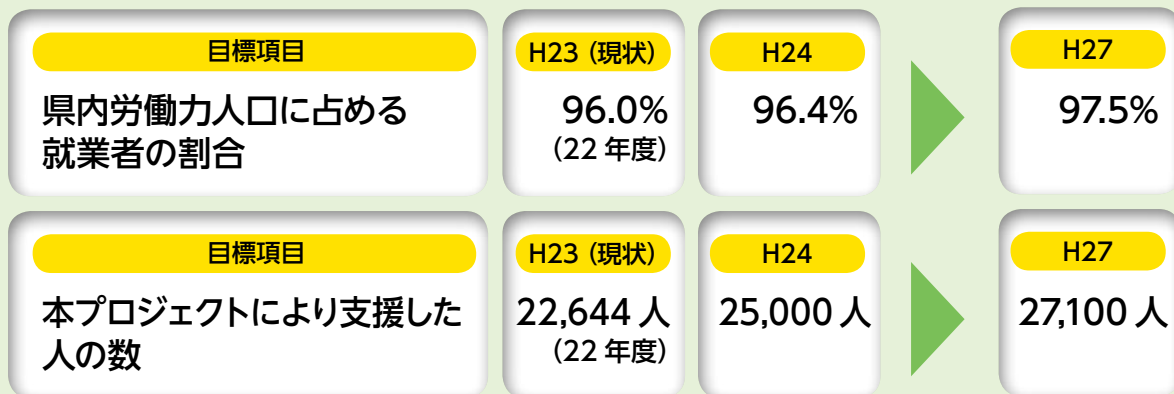 目標項目
H23（現状）
H24
H27
県内労働力人口に占める
就業者の割合
96.0%
（22 年度）
96.4%
97.5%
目標項目
H23（現状）
H24
H27
本プロジェクトにより支援した
人の数
22,644 人
（22 年度）
25,000 人
27,100 人